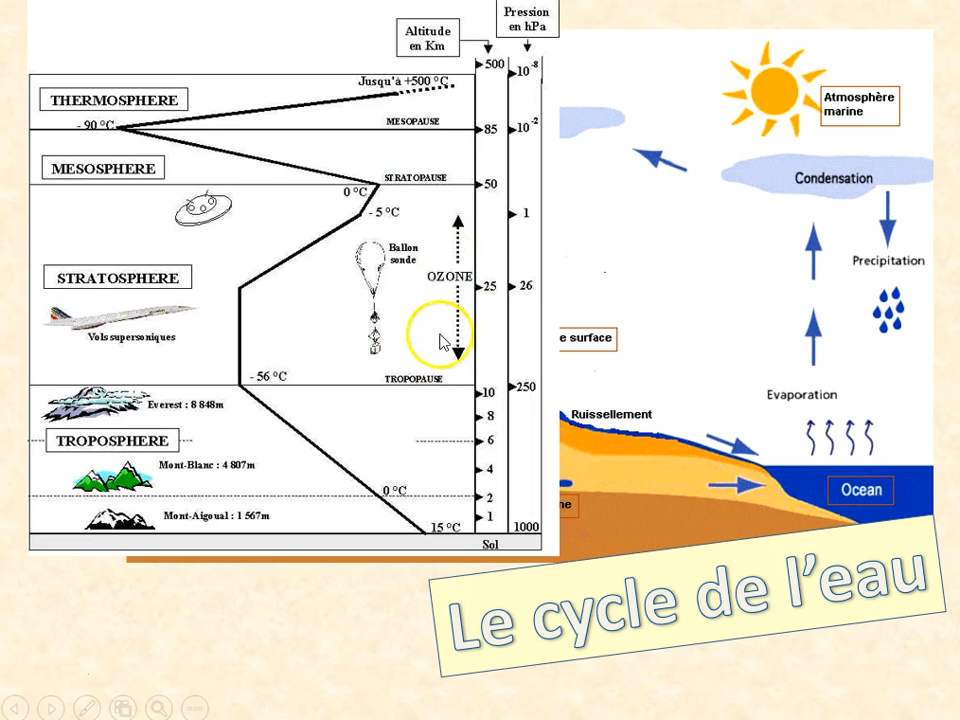 Pression
en hPa
Altitude
en Km
500
10-8
Jusqu'à +500 °C
THERMOSPHERE
- 90 °C
MESOPAUSE
85
10-2
MESOSPHERE
STRATOPAUSE
50
0 °C
- 5 °C
1
Ballon
sonde
OZONE
STRATOSPHERE
25
26
Vols supersoniques
- 56 °C
TROPOPAUSE
10
250
Everest : 8 848m
8
TROPOSPHERE
6
Mont-Blanc : 4 807m
4
0 °C
2
Mont-Aigoual : 1 567m
1
15 °C
1000
Sol
Atmosphère
marine
Condensation
Precipitation
e surface
Evaporation
Ruissellement
Ocean
ne
Le cycle de l'eau